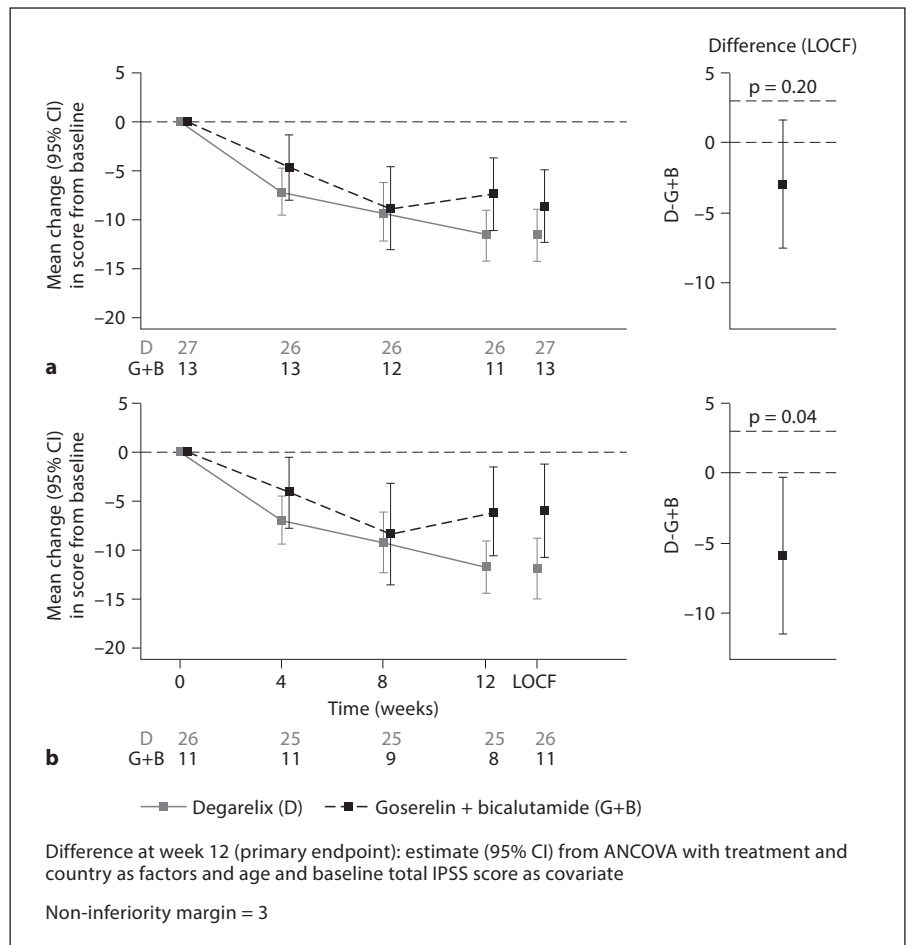 Difference (LOCF)
5
0
–5
–10
–15
–20
Mean change (95% CI)
in score from baseline
5
0
–5
–10
D-G+B
p = 0.20
D 27 26 26 26 27
G+B 13 13 12 11 13
a
5
0
–5
–10
–15
–20
Mean change (95% CI)
in score from baseline
5
0
–5
–10
D-G+B
p = 0.04
0 4 8 12 LOCF
Time (weeks)
D 26 25 25 25 26
G+B 11 11 9 8 11
b
Degarelix (D) Goserelin + bicalutamide (G+B)
Difference at week 12 (primary endpoint): estimate (95% CI) from ANCOVA with treatment and
country as factors and age and baseline total IPSS score as covariate
Non-inferiority margin = 3